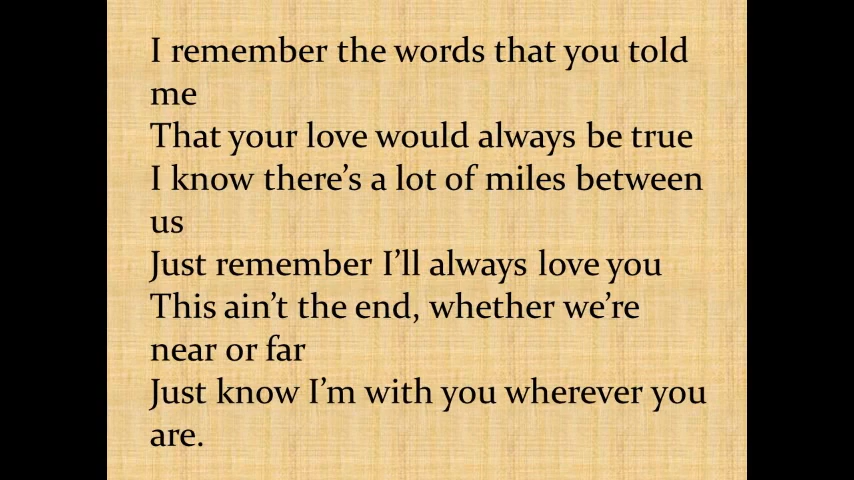 I remember the words that you told
me
That your love would always be true
I know there's a lot of miles between
us
Just remember I'll always love you
This ain't the end, whether we're
near or far
Just know I'm with you wherever you
are.